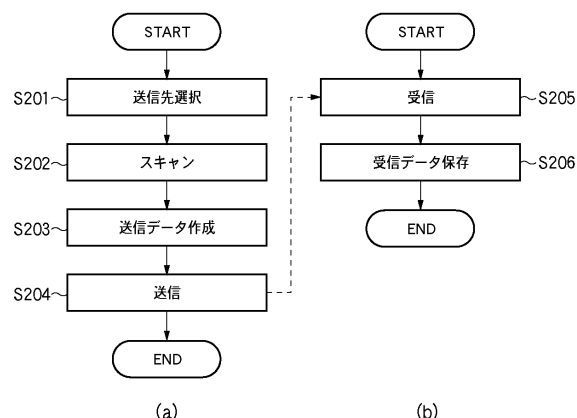 START
S201
送信先選択
S202
スキャン
S203
送信データ作成
S204
送信
END
(a)
START
受信
S205
受信データ保存
S206
END
(b)